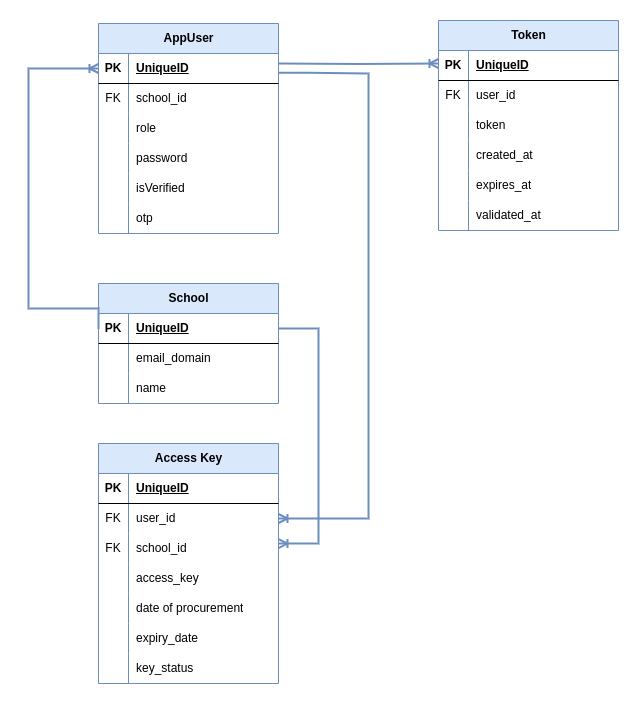 AppUser
PK UniqueID
FK school_id
role
password
isVerified
otp
Token
PK UniqueID
FK user_id
token
created_at
expires_at
validated_at
School
PK UniqueID
email_domain
name
Access Key
PK UniqueID
FK user_id
FK school_id
access_key
date of procurement
expiry_date
key_status